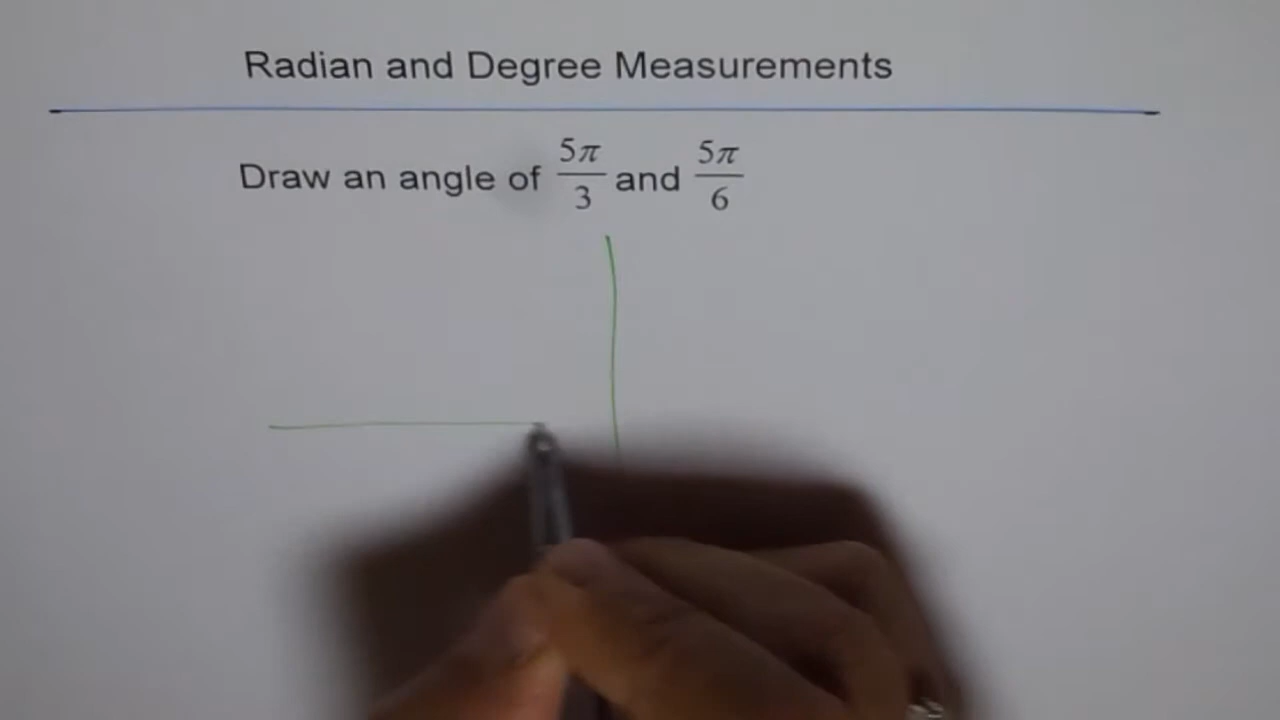 Radian and Degree Measurements
Draw an angle of 5π/3 and 5π/6